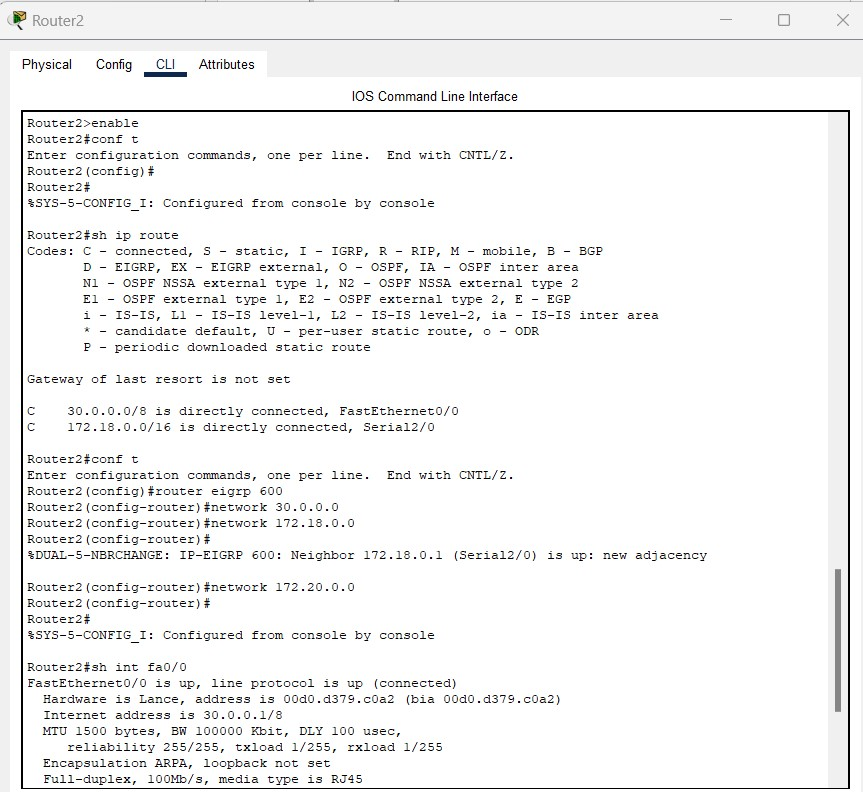 Router2
Physical Config CLI Attributes
IOS Command Line Interface
Router2>enable
Router2#conf t
Enter configuration commands, one per line.  End with CNTL/Z.
Router2(config)#
Router2#
%SYS-5-CONFIG_I: Configured from console by console
Router2#sh ip route
Codes: C - connected, S - static, I - IGRP, R - RIP, M - mobile, B - BGP
       D - EIGRP, EX - EIGRP external, O - OSPF, IA - OSPF inter area
       N1 - OSPF NSSA external type 1, N2 - OSPF NSSA external type 2
       E1 - OSPF external type 1, E2 - OSPF external type 2, E - EGP
       i - IS-IS, L1 - IS-IS level-1, L2 - IS-IS level-2, ia - IS-IS inter area
       * - candidate default, U - per-user static route, o - ODR
       P - periodic downloaded static route
Gateway of last resort is not set
C    30.0.0.0/8 is directly connected, FastEthernet0/0
C    172.18.0.0/16 is directly connected, Serial2/0
Router2#conf t
Enter configuration commands, one per line.  End with CNTL/Z.
Router2(config)#router eigrp 600
Router2(config-router)#network 30.0.0.0
Router2(config-router)#network 172.18.0.0
Router2(config-router)#
%DUAL-5-NBRCHANGE: IP-EIGRP 600: Neighbor 172.18.0.1 (Serial2/0) is up: new adjacency
Router2(config-router)#network 172.20.0.0
Router2(config-router)#
Router2#
%SYS-5-CONFIG_I: Configured from console by console
Router2#sh int fa0/0
FastEthernet0/0 is up, line protocol is up (connected)
  Hardware is Lance, address is 00d0.d379.c0a2 (bia 00d0.d379.c0a2)
  Internet address is 30.0.0.1/8
  MTU 1500 bytes, BW 100000 Kbit, DLY 100 usec,
     reliability 255/255, txload 1/255, rxload 1/255
  Encapsulation ARPA, loopback not set
  Full-duplex, 100Mb/s, media type is RJ45